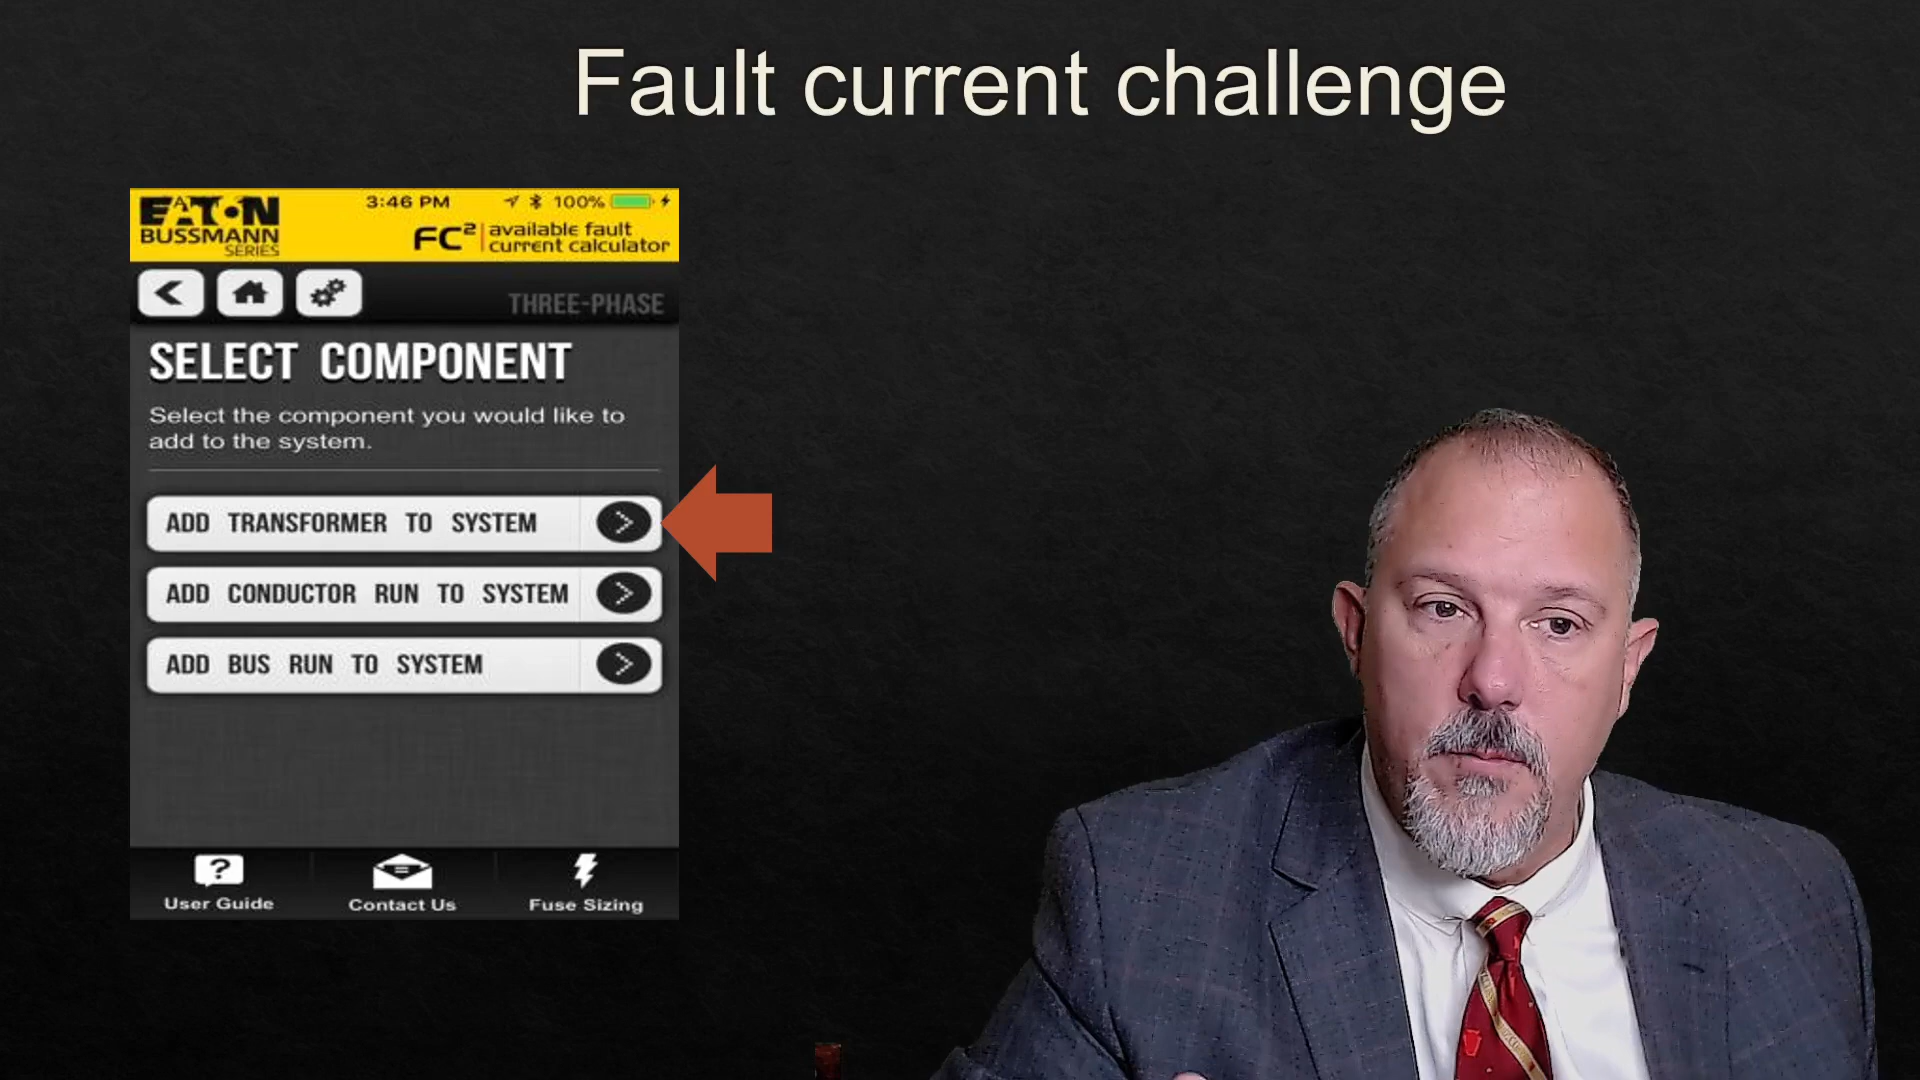 Fault current challenge
EATON
BUSSMANN
SERIES
3:46 PM
100%
FC² available fault
current calculator
THREE-PHASE
SELECT COMPONENT
Select the component you would like to
add to the system.
ADD TRANSFORMER TO SYSTEM
ADD CONDUCTOR RUN TO SYSTEM
ADD BUS RUN TO SYSTEM
User Guide
Contact Us
Fuse Sizing